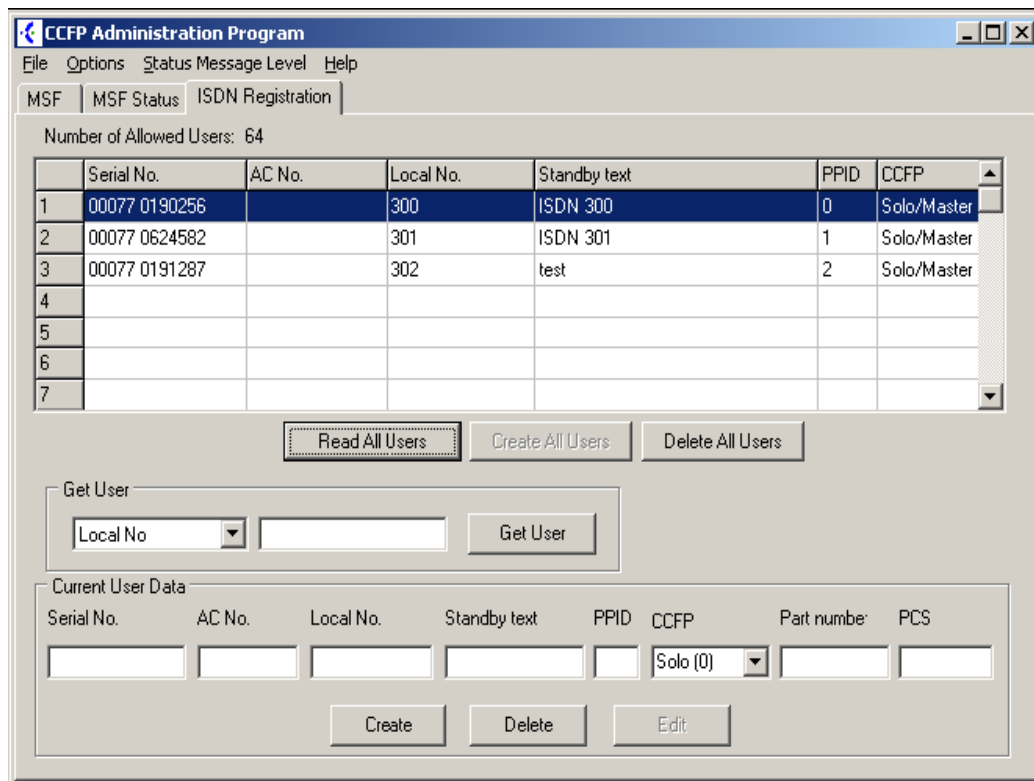 CCFP Administration Program
File Options Status Message Level Help
MSF MSF Status ISDN Registration
Number of Allowed Users: 64
Serial No. AC No. Local No. Standby text PPID CCFP
1 00077 0190256 300 ISDN 300 0 Solo/Master
2 00077 0624582 301 ISDN 301 1 Solo/Master
3 00077 0191287 302 test 2 Solo/Master
4
5
6
7
Read All Users Create All Users Delete All Users
Get User
Local No Get User
Current User Data
Serial No. AC No. Local No. Standby text PPID CCFP Part numbe PCS
Solo (0)
Create Delete Edit